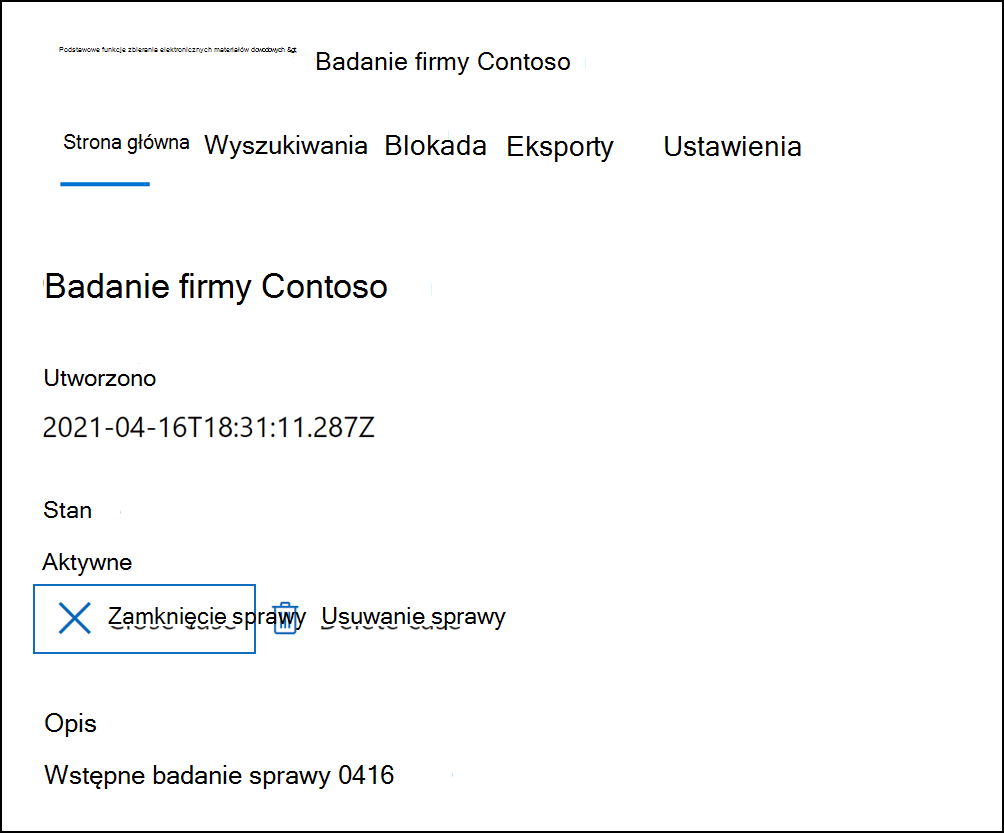 Podstawowe funkcje zbierania elektronicznych materiałów dowodowych &gt;
Badanie firmy Contoso
Strona główna Wyszukiwania Blokada Eksporty Ustawienia
Badanie firmy Contoso
Utworzono
2021-04-16T18:31:11.287Z
Stan
Aktywne
Zamknięcie sprawy Usuwanie sprawy
Opis
Wstępne badanie sprawy 0416